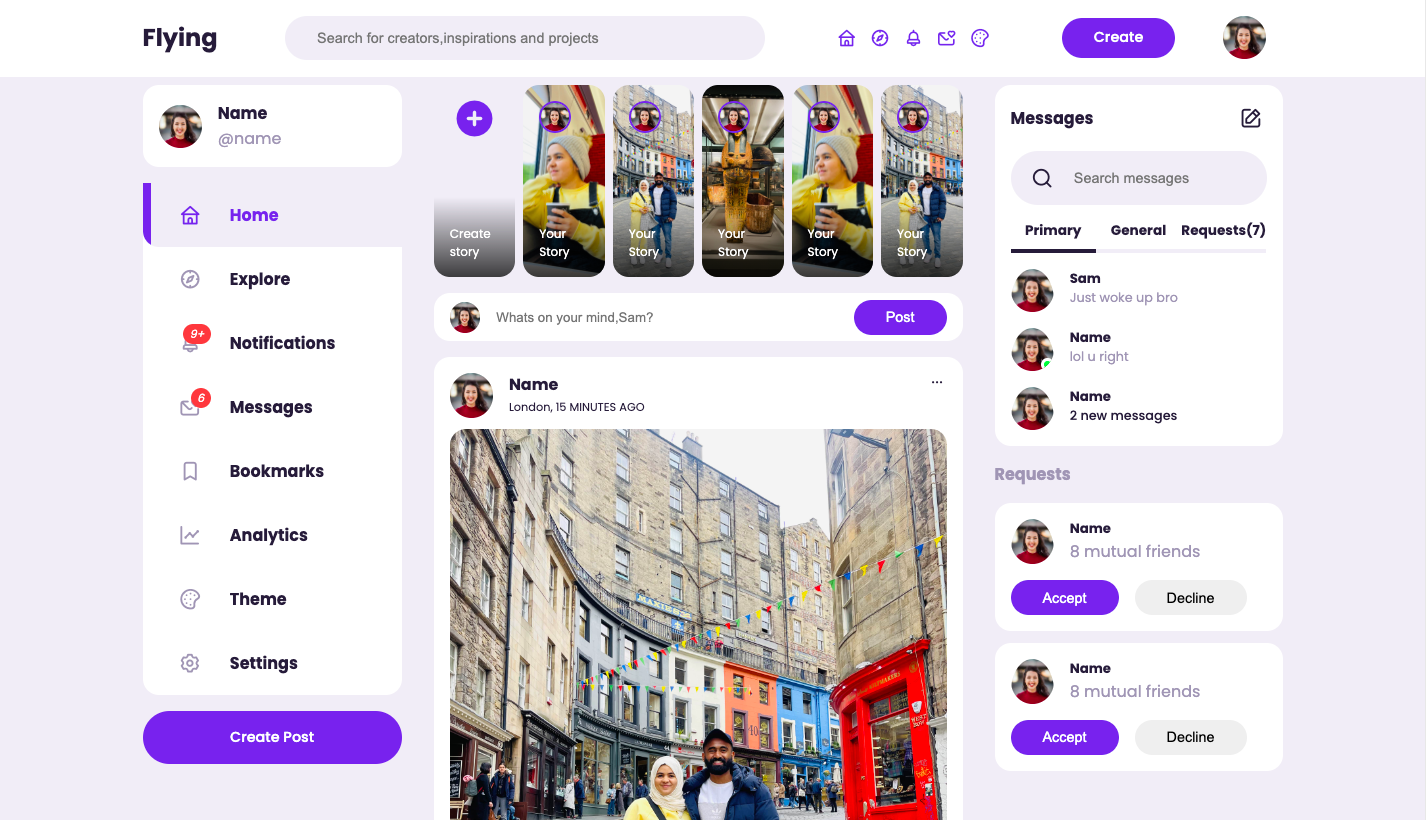 Flying
Search for creators,inspirations and projects
Create
Name
@name
Home
Explore
9+
Notifications
6
Messages
Bookmarks
Analytics
Theme
Settings
Create Post
Create
story
Your
Story
Your
Story
Your
Story
Your
Story
Your
Story
Whats on your mind,Sam?
Post
Name
...
London, 15 MINUTES AGO
Messages
Search messages
Primary General Requests(7)
Sam
Just woke up bro
Name
lol u right
Name
2 new messages
Requests
Name
8 mutual friends
Accept Decline
Name
8 mutual friends
Accept Decline